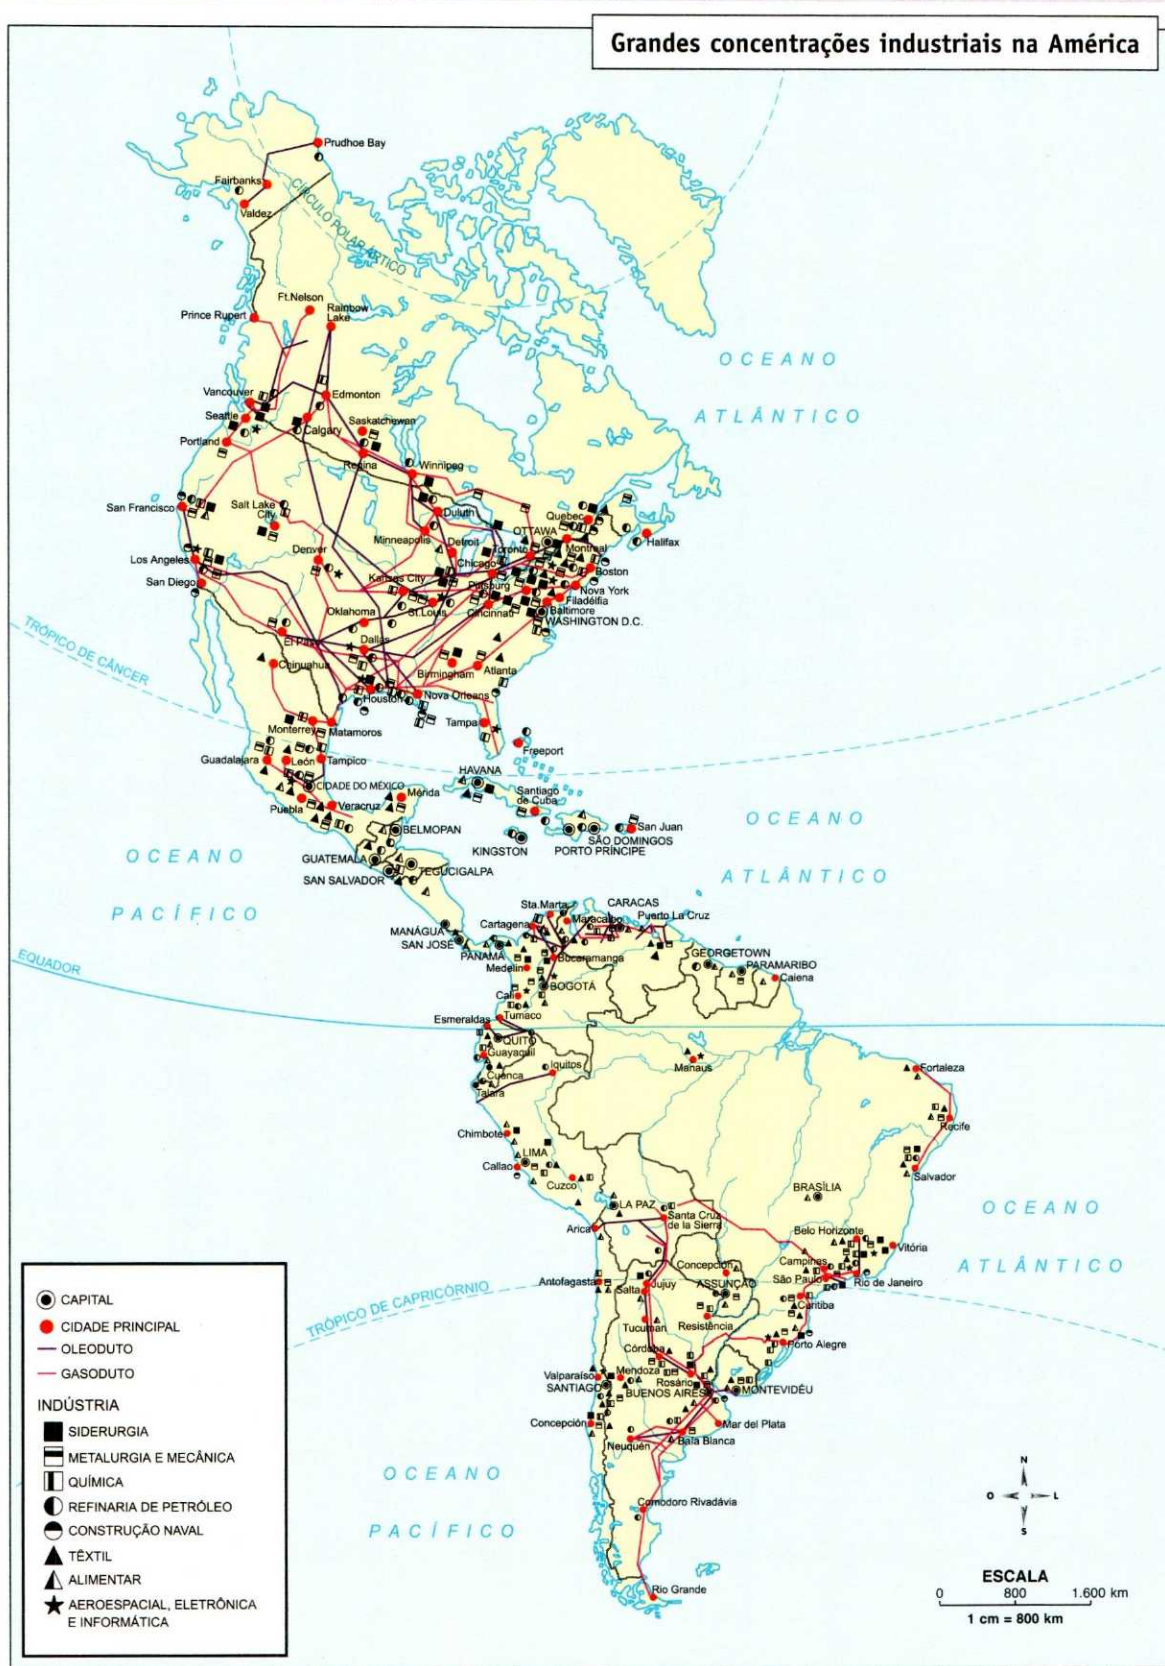 Grandes concentrações industriais na América
Prudhoe Bay
Fairbanks
Valdez
CÍRCULO POLAR ÁRTICO
Ft.Nelson
Rainbow
Lake
Prince Rupert
OCEANO
ATLÂNTICO
Vancouver
Edmonton
Seattle
Saskatchewan
Calgary
Portland
Regina
Winnipeg
San Francisco
Salt Lake
City
Duluth
Quebec
OTTAWA
Halifax
Minneapolis
Detroit
Toronto
Montreal
Los Angeles
Denver
Chicago
Boston
San Diego
Kansas City
Pittsburg
Nova York
Oklahoma
St.Louis
Cincinnati
Filadélfia
Baltimore
WASHINGTON D.C.
TRÓPICO DE CÂNCER
El Paso
Dallas
Chinuahua
Birmingham
Atlanta
Houston
Nova Orleans
Monterrey
Matamoros
Tampa
Freeport
Guadalajara
León
Tampico
HAVANA
CIDADE DO MÉXICO
Mérida
Santiago
de Cuba
Puebla
Veracruz
San Juan
OCEANO
ATLÂNTICO
BELMOPAN
KINGSTON
SÃO DOMINGOS
PORTO PRÍNCIPE
OCEANO
PACÍFICO
GUATEMALA
TEGUCIGALPA
SAN SALVADOR
Sta.Marta
CARACAS
MANÁGUA
Cartagena
Maracaibo
Puerto La Cruz
SAN JOSÉ
PANAMÁ
Bucaramanga
GEORGETOWN
PARAMARIBO
EQUADOR
Medelin
Caiena
BOGOTÁ
Cali
Tumaco
Esmeraldas
QUITO
Guayaquil
Iquitos
Manaus
Fortaleza
Cuenca
Talara
Recife
Chimbote
LIMA
Callao
Salvador
Cuzco
BRASÍLIA
LA PAZ
OCEANO
ATLÂNTICO
Arica
Santa Cruz
de la Sierra
Belo Horizonte
Vitória
Antofagasta
Concepción
Campinas
ASSUNÇÃO
São Paulo
Rio de Janeiro
TRÓPICO DE CAPRICÓRNIO
Jujuy
Salta
Curitiba
Tucuman
Resistência
Córdoba
Porto Alegre
Valparaíso
Mendoza
Rosário
SANTIAGO
BUENOS AIRES
MONTEVIDÉU
Concepción
Mar del Plata
Neuquén
Baía Blanca
OCEANO
PACÍFICO
Comodoro Rivadávia
Rio Grande
CAPITAL
CIDADE PRINCIPAL
OLEODUTO
GASODUTO
INDÚSTRIA
SIDERURGIA
METALURGIA E MECÂNICA
QUÍMICA
REFINARIA DE PETRÓLEO
CONSTRUÇÃO NAVAL
TÊXTIL
ALIMENTAR
AEROESPACIAL, ELETRÔNICA
E INFORMÁTICA
N
O L
S
ESCALA
0 800 1.600 km
1 cm = 800 km